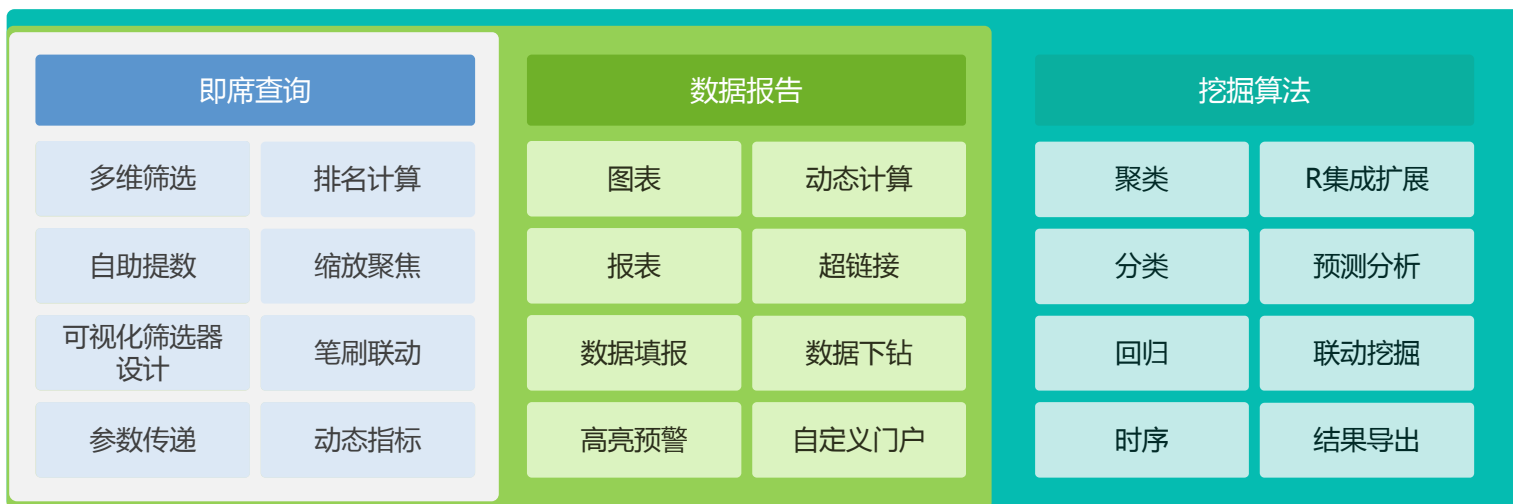 即席查询
多维筛选
排名计算
自助提数
缩放聚焦
可视化筛选器
设计
笔刷联动
参数传递
动态指标
数据报告
图表
动态计算
报表
超链接
数据填报
数据下钻
高亮预警
自定义门户
挖掘算法
聚类
R集成扩展
分类
预测分析
回归
联动挖掘
时序
结果导出